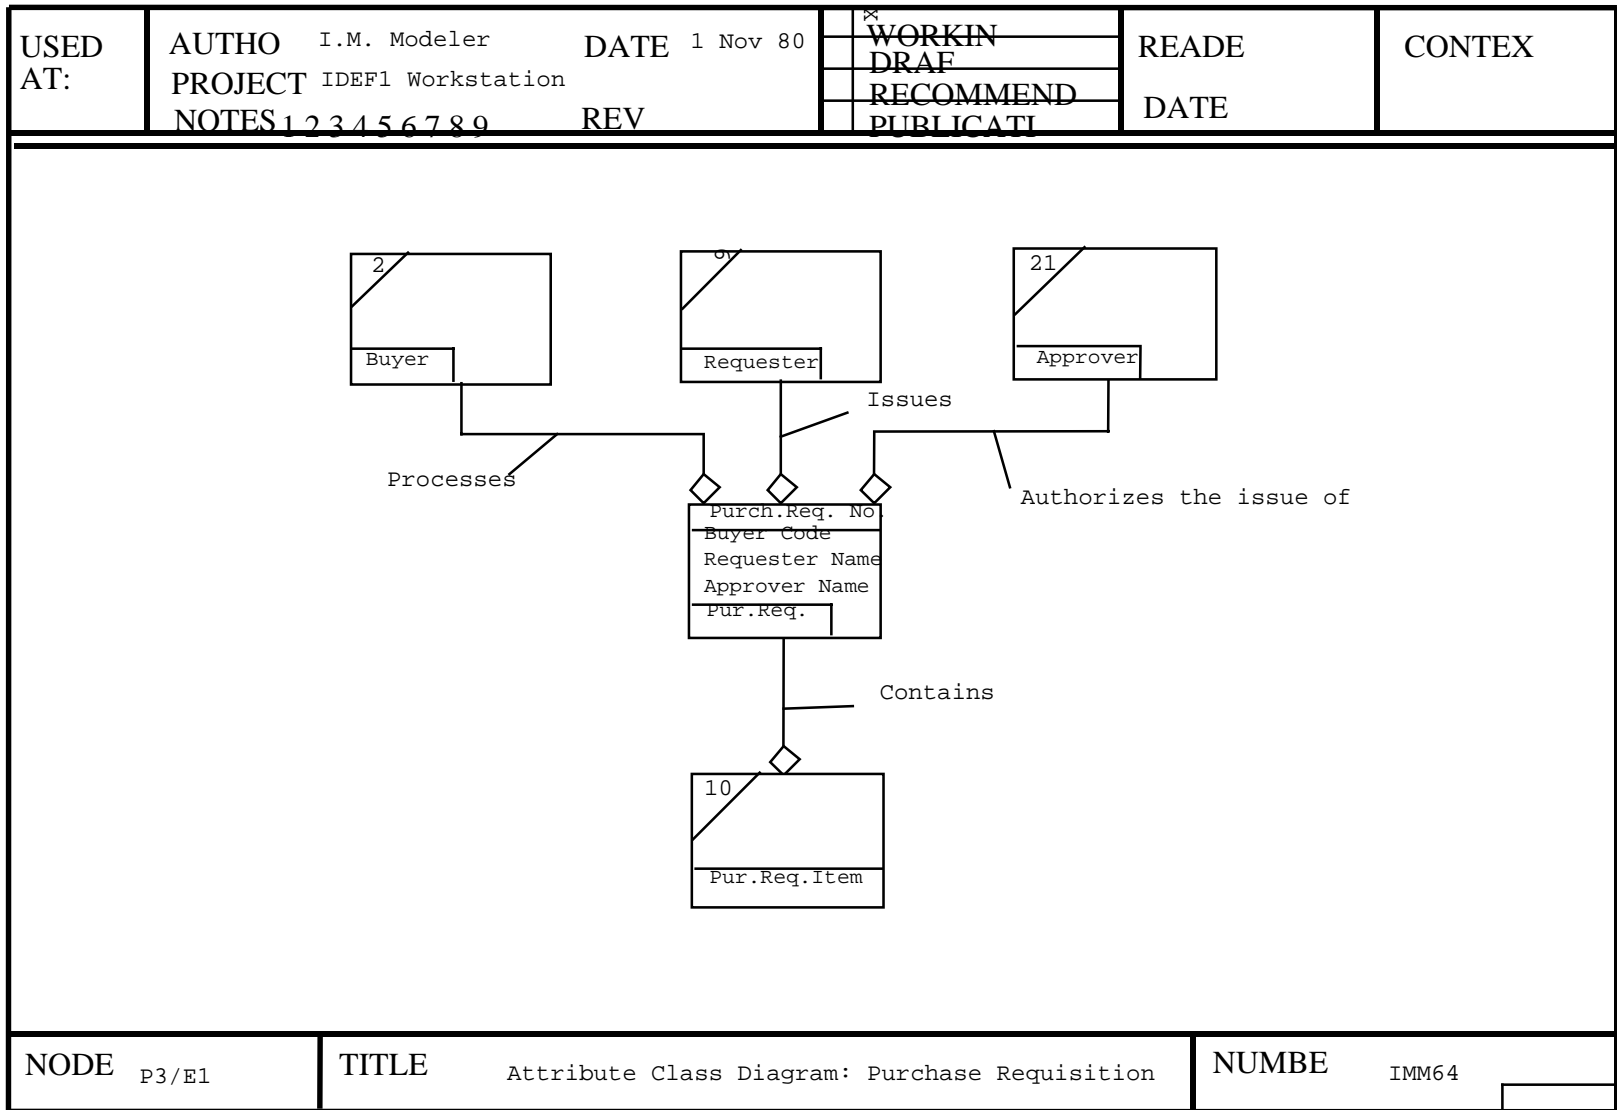 USED AT:
AUTHO I.M. Modeler
DATE 1 Nov 80
PROJECT IDEF1 Workstation
NOTES 1 2 3 4 5 6 7 8 9
REV
X
WORKIN
DRAF
RECOMMEND
PUBLICATI
READE
DATE
CONTEX
2
Buyer
Requester
21
Approver
Issues
Processes
Authorizes the issue of
Purch.Req. No.
Buyer Code
Requester Name
Approver Name
Pur.Req.
Contains
10
Pur.Req.Item
NODE P3/E1
TITLE Attribute Class Diagram: Purchase Requisition
NUMBE IMM64